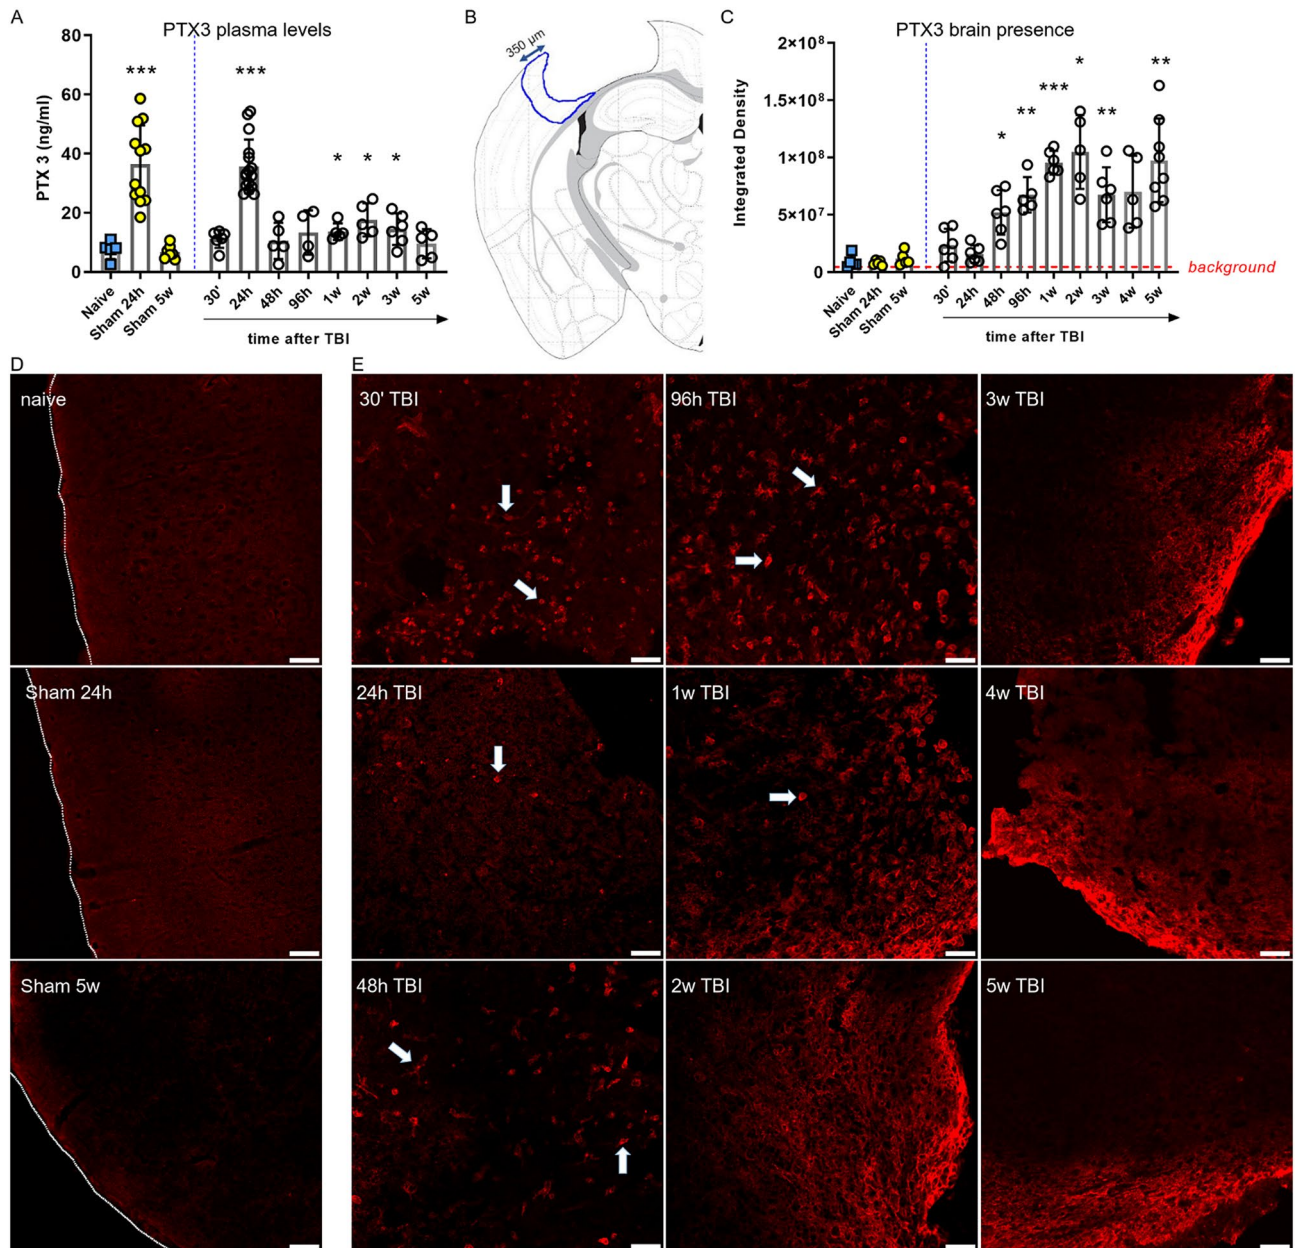 A
PTX3 plasma levels
PTX 3 (ng/ml)
80
60
40
20
0
***
***
*
*
*
Naive
Sham 24h
Sham 5w
30'
24h
48h
96h
1w
2w
3w
5w
time after TBI
B
350 µm
C
PTX3 brain presence
Integrated Density
2×10⁸
1.5×10⁸
1×10⁸
5×10⁷
0
*
**
***
*
**
**
background
Naive
Sham 24h
Sham 5w
30'
24h
48h
96h
1w
2w
3w
4w
5w
time after TBI
D
naive
Sham 24h
Sham 5w
E
30' TBI
96h TBI
3w TBI
24h TBI
1w TBI
4w TBI
48h TBI
2w TBI
5w TBI